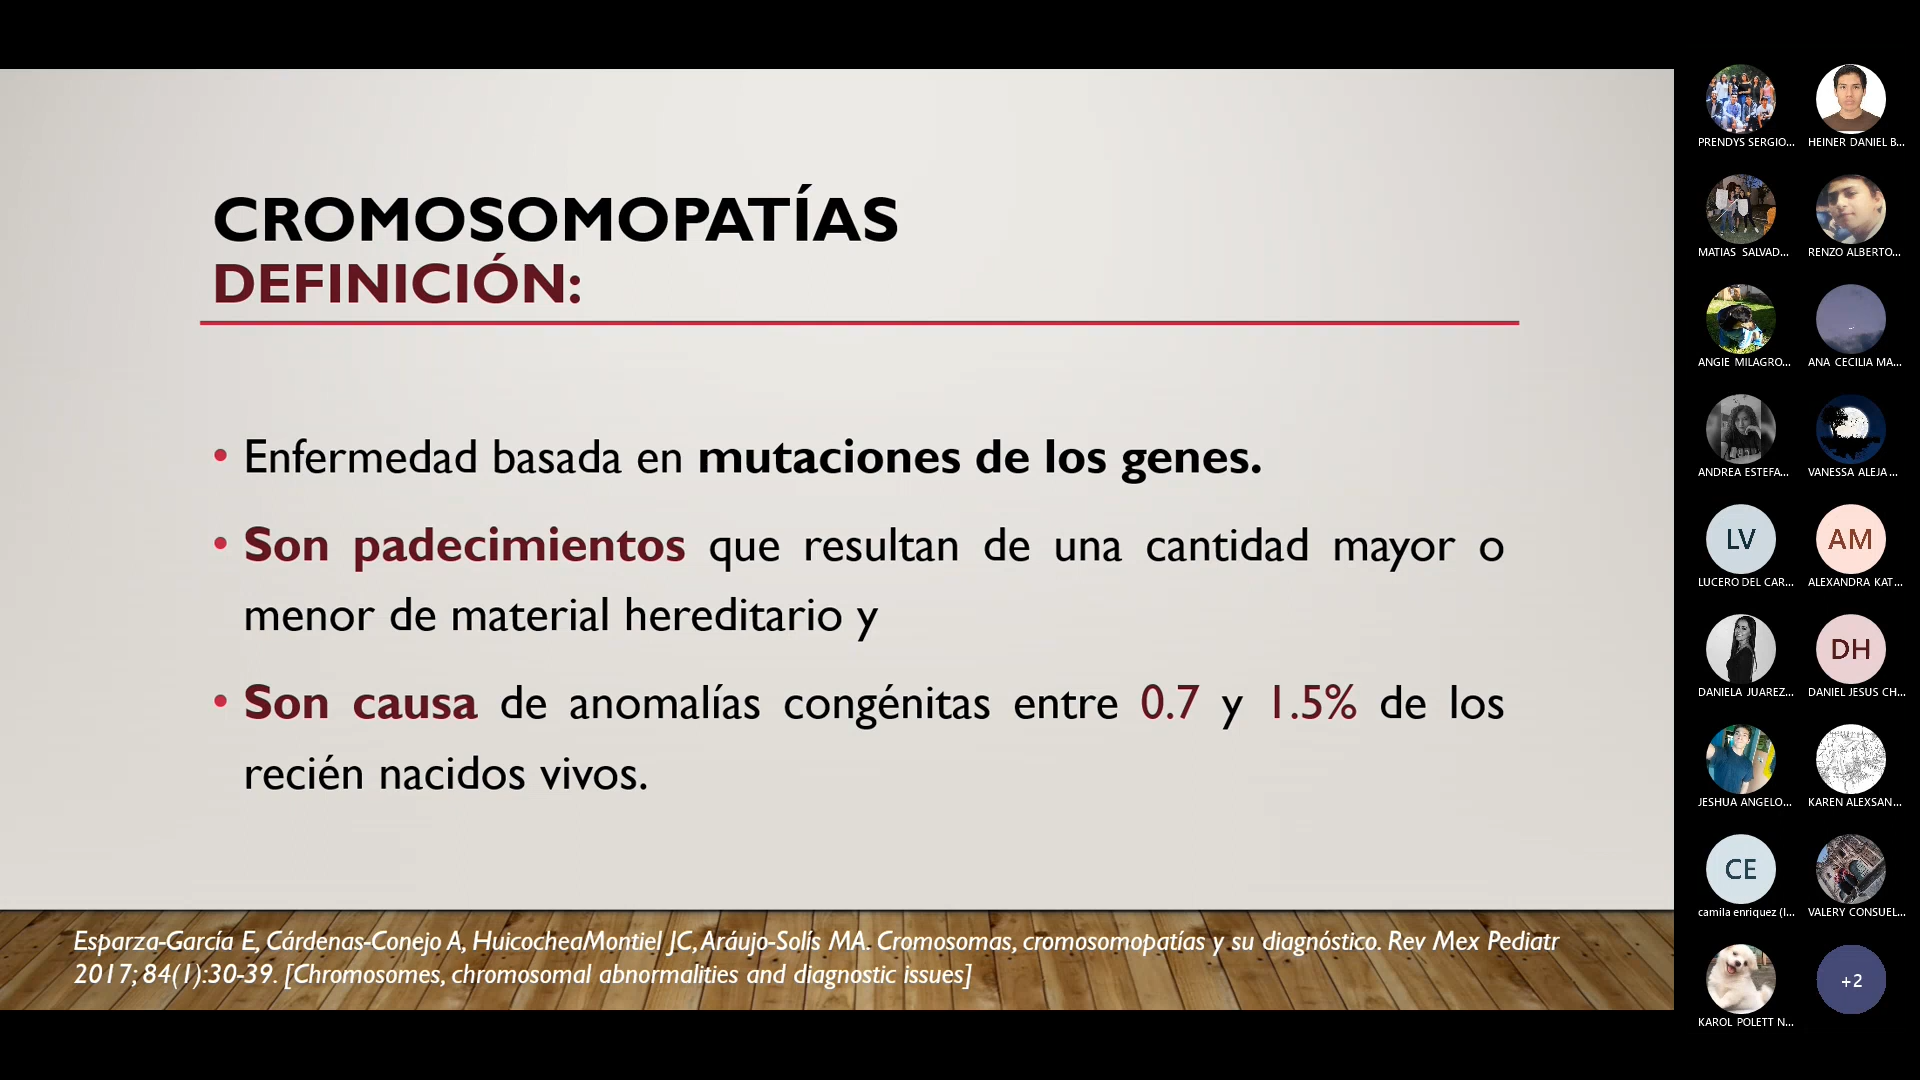 CROMOSOMOPATÍAS
DEFINICIÓN:
• Enfermedad basada en mutaciones de los genes.
• Son padecimientos que resultan de una cantidad mayor o
menor de material hereditario y
• Son causa de anomalías congénitas entre 0.7 y 1.5% de los
recién nacidos vivos.
Esparza-García E, Cárdenas-Conejo A, HuicocheaMontiel JC, Aráujo-Solís MA. Cromosomas, cromosomopatías y su diagnóstico. Rev Mex Pediatr
2017; 84(1):30-39. [Chromosomes, chromosomal abnormalities and diagnostic issues]
PRENDYS SERGIO...
HEINER DANIEL B...
MATIAS SALVAD...
RENZO ALBERTO...
ANGIE MILAGRO...
ANA CECILIA MA...
ANDREA ESTEFA...
VANESSA ALEJA...
LV
AM
LUCERO DEL CAR...
ALEXANDRA KAT...
DH
DANIELA JUAREZ...
DANIEL JESUS CH...
JESHUA ANGELO...
KAREN ALEXSAN...
CE
camila enriquez (I...
VALERY CONSUEL...
+2
KAROL POLETT N...